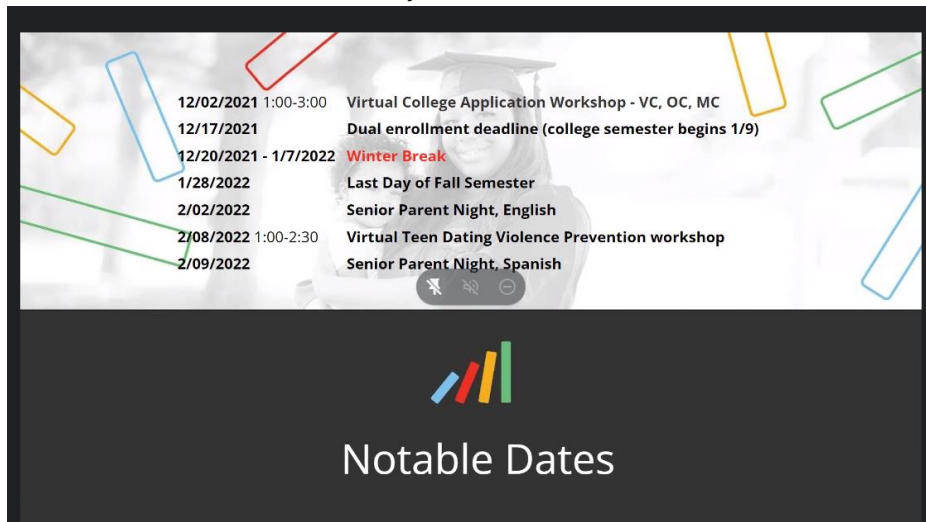 12/02/2021 1:00-3:00 Virtual College Application Workshop - VC, OC, MC
12/17/2021 Dual enrollment deadline (college semester begins 1/9)
12/20/2021 - 1/7/2022 Winter Break
1/28/2022 Last Day of Fall Semester
2/02/2022 Senior Parent Night, English
2/08/2022 1:00-2:30 Virtual Teen Dating Violence Prevention workshop
2/09/2022 Senior Parent Night, Spanish
Notable Dates